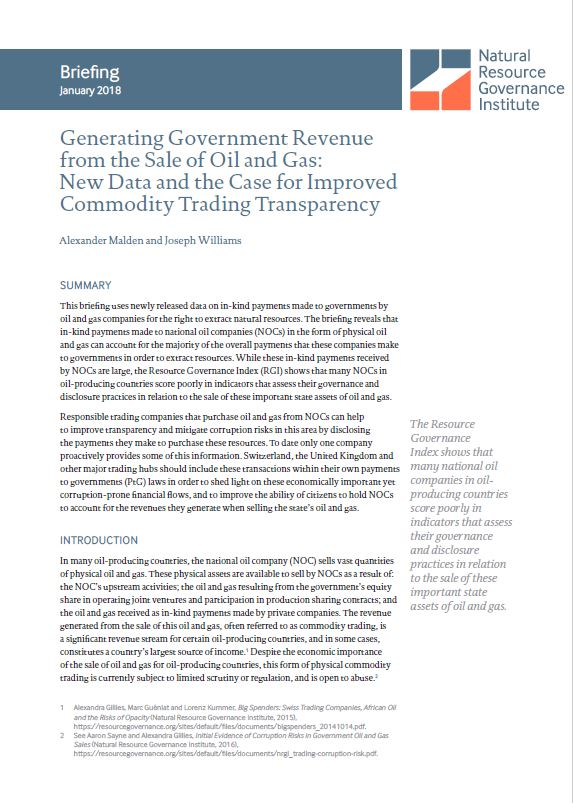 Briefing
January 2018
Natural
Resource
Governance
Institute
Generating Government Revenue
from the Sale of Oil and Gas:
New Data and the Case for Improved
Commodity Trading Transparency
Alexander Malden and Joseph Williams
SUMMARY
This briefing uses newly released data on in-kind payments made to governments by
oil and gas companies for the right to extract natural resources. The briefing reveals that
in-kind payments made to national oil companies (NOCs) in the form of physical oil
and gas can account for the majority of the overall payments that these companies make
to governments in order to extract resources. While these in-kind payments received
by NOCs are large, the Resource Governance Index (RGI) shows that many NOCs in
oil-producing countries score poorly in indicators that assess their governance and
disclosure practices in relation to the sale of these important state assets of oil and gas.
Responsible trading companies that purchase oil and gas from NOCs can help
to improve transparency and mitigate corruption risks in this area by disclosing
the payments they make to purchase these resources. To date only one company
proactively provides some of this information. Switzerland, the United Kingdom and
other major trading hubs should include these transactions within their own payments
to governments (PtG) laws in order to shed light on these economically important yet
corruption-prone financial flows, and to improve the ability of citizens to hold NOCs
to account for the revenues they generate when selling the state's oil and gas.
The Resource
Governance
Index shows that
many national oil
companies in oil-
producing countries
score poorly in
indicators that assess
their governance
and disclosure
practices in relation
to the sale of these
important state
assets of oil and gas.
INTRODUCTION
In many oil-producing countries, the national oil company (NOC) sells vast quantities
of physical oil and gas. These physical assets are available to sell by NOCs as a result of:
the NOC's upstream activities; the oil and gas resulting from the government's equity
share in operating joint ventures and participation in production sharing contracts; and
the oil and gas received as in-kind payments made by private companies. The revenue
generated from the sale of this oil and gas, often referred to as commodity trading, is
a significant revenue stream for certain oil-producing countries, and in some cases,
constitutes a country's largest source of income.1 Despite the economic importance
of the sale of oil and gas for oil-producing countries, this form of physical commodity
trading is currently subject to limited scrutiny or regulation, and is open to abuse.2
1 Alexandra Gillies, Marc Guéniat and Lorenz Kummer, Big Spenders: Swiss Trading Companies, African Oil
and the Risks of Opacity (Natural Resource Governance Institute, 2015),
https://resourcegovernance.org/sites/default/files/documents/bigspenders_20141014.pdf.
2 See Aaron Sayne and Alexandra Gillies, Initial Evidence of Corruption Risks in Government Oil and Gas
Sales (Natural Resource Governance Institute, 2016),
https://resourcegovernance.org/sites/default/files/documents/nrgi_trading-corruption-risk.pdf.